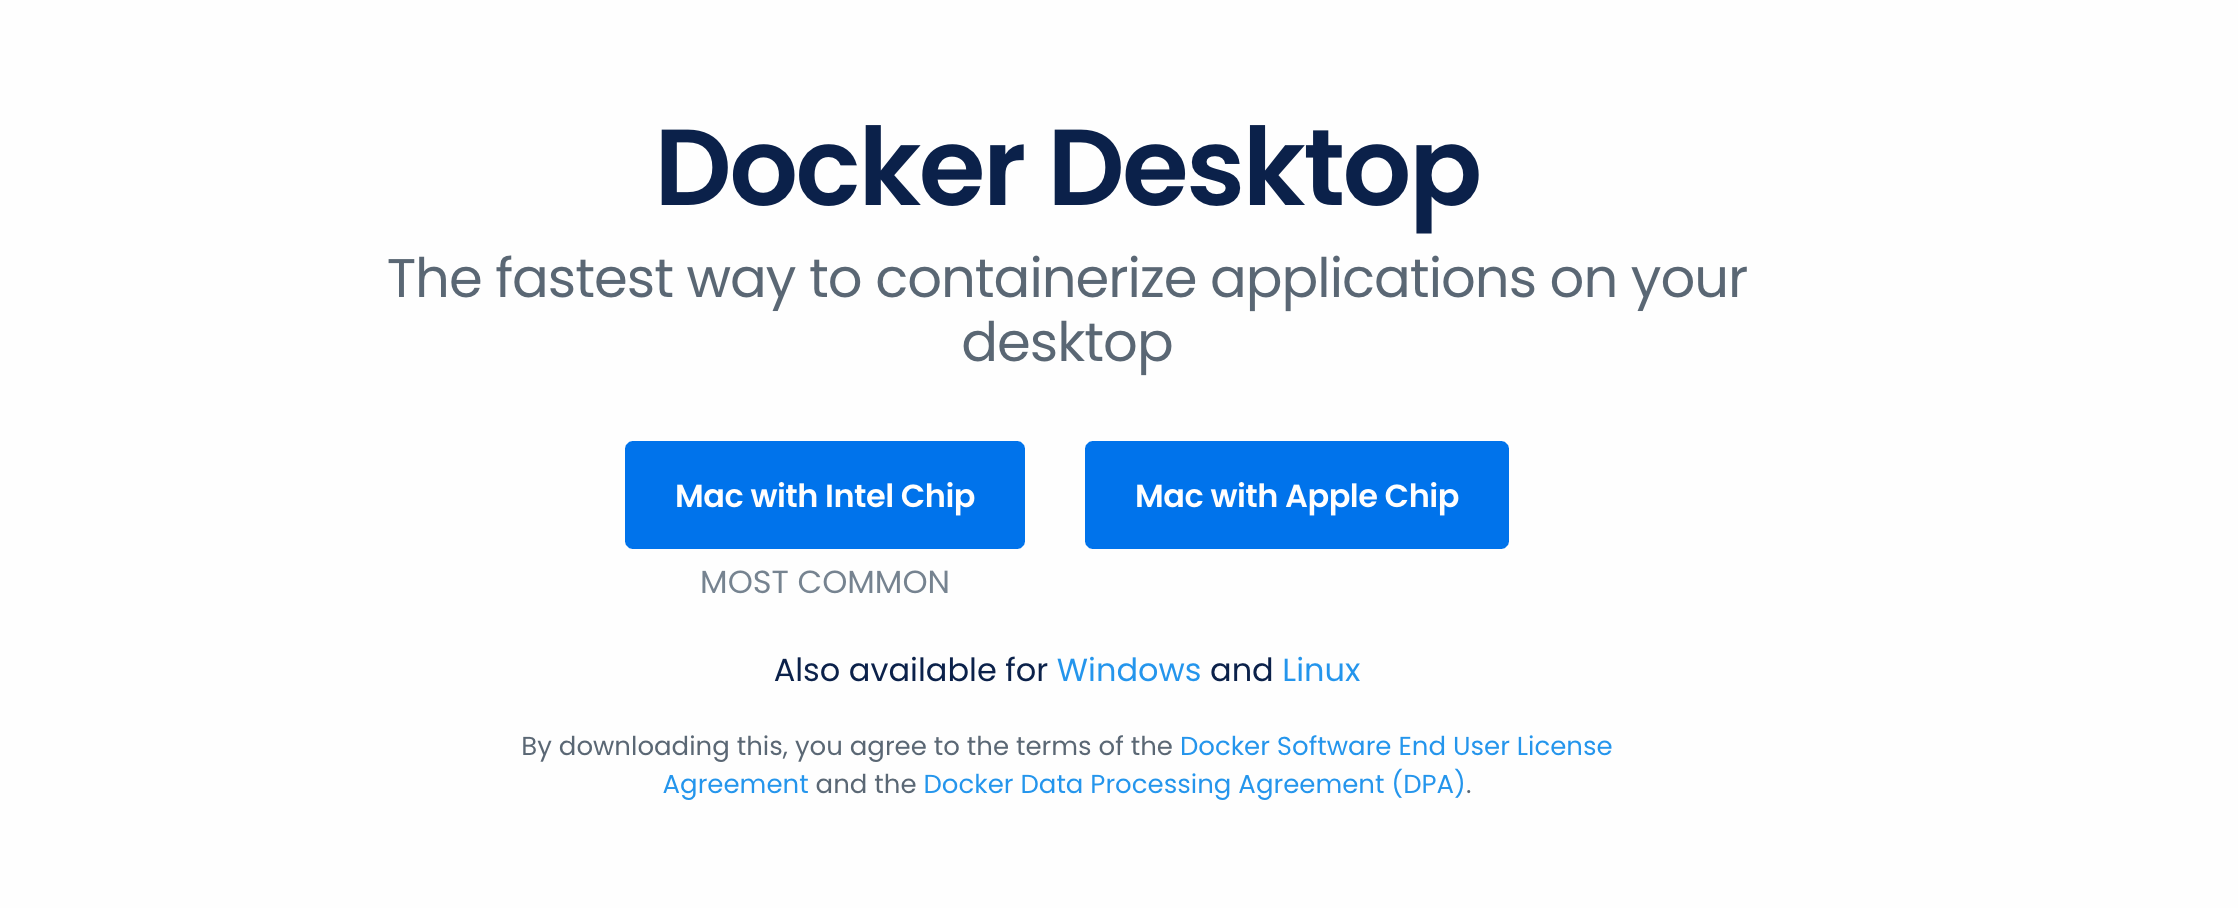 Docker Desktop
The fastest way to containerize applications on your
desktop
Mac with Intel Chip
Mac with Apple Chip
MOST COMMON
Also available for Windows and Linux
By downloading this, you agree to the terms of the Docker Software End User License
Agreement and the Docker Data Processing Agreement (DPA).